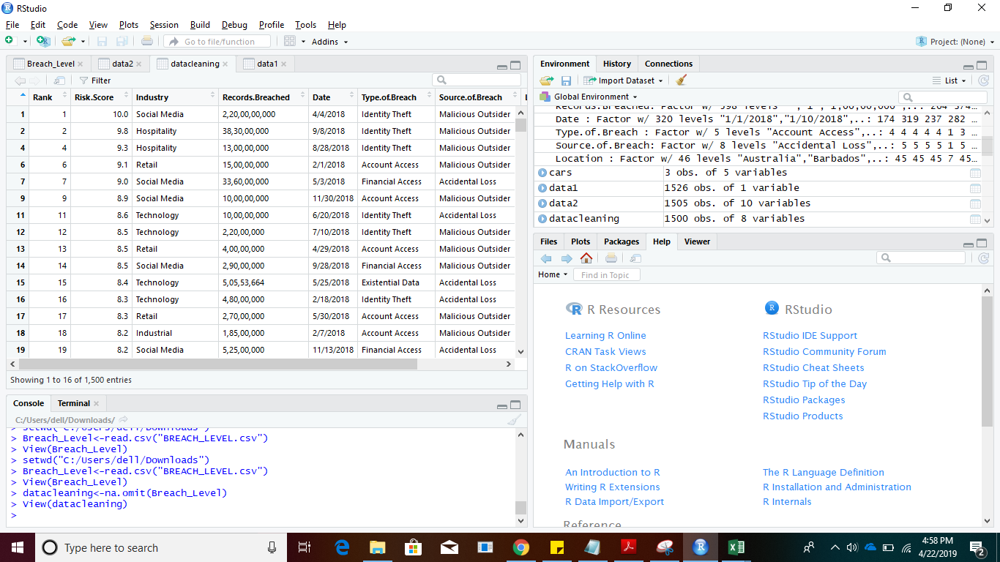 RStudio
File Edit Code View Plots Session Build Debug Profile Tools Help
Go to file/function Addins Project: (None)
Breach_Level data2 datacleaning data1
Filter
Rank Risk.Score Industry Records.Breached Date Type.of.Breach Source.of.Breach
1 1 10.0 Social Media 2,20,00,00,000 4/4/2018 Identity Theft Malicious Outsider
2 2 9.8 Hospitality 38,30,00,000 9/8/2018 Identity Theft Malicious Outsider
4 4 9.3 Hospitality 13,00,00,000 8/28/2018 Identity Theft Malicious Outsider
6 6 9.1 Retail 15,00,00,000 2/1/2018 Account Access Malicious Outsider
7 7 9.0 Social Media 33,60,00,000 5/3/2018 Financial Access Accidental Loss
9 9 8.9 Social Media 10,00,00,000 11/30/2018 Account Access Malicious Outsider
11 11 8.6 Technology 10,00,00,000 6/20/2018 Identity Theft Accidental Loss
12 12 8.5 Technology 2,20,00,000 7/10/2018 Identity Theft Malicious Outsider
13 13 8.5 Retail 4,00,00,000 4/29/2018 Account Access Malicious Outsider
14 14 8.5 Social Media 2,90,00,000 9/28/2018 Financial Access Malicious Outsider
15 15 8.4 Technology 5,05,53,664 5/25/2018 Existential Data Accidental Loss
16 16 8.3 Technology 4,80,00,000 2/18/2018 Identity Theft Accidental Loss
17 17 8.3 Retail 2,70,00,000 5/30/2018 Account Access Malicious Outsider
18 18 8.2 Industrial 1,85,00,000 2/7/2018 Account Access Malicious Outsider
19 19 8.2 Social Media 5,25,00,000 11/13/2018 Financial Access Accidental Loss
Showing 1 to 16 of 1,500 entries
Console Terminal
C:/Users/dell/Downloads/
> setwd("C:/Users/dell/Downloads")
> Breach_Level<-read.csv("BREACH_LEVEL.csv")
> View(Breach_Level)
> setwd("C:/Users/dell/Downloads")
> Breach_Level<-read.csv("BREACH_LEVEL.csv")
> View(Breach_Level)
> datacleaning<-na.omit(Breach_Level)
> View(datacleaning)
>
Environment History Connections
Import Dataset List
Global Environment
Date : Factor w/ 320 levels "1/1/2018","1/10/2018",..: 174 319 237 282 …
Type.of.Breach : Factor w/ 5 levels "Account Access",..: 4 4 4 4 4 1 3 …
Source.of.Breach: Factor w/ 8 levels "Accidental Loss",..: 5 5 5 5 1 5 …
Location : Factor w/ 46 levels "Australia","Barbados",..: 45 45 45 7 45…
cars 3 obs. of 5 variables
data1 1526 obs. of 1 variable
data2 1505 obs. of 10 variables
datacleaning 1500 obs. of 8 variables
Files Plots Packages Help Viewer
Home Find in Topic
R Resources
Learning R Online
CRAN Task Views
R on StackOverflow
Getting Help with R
RStudio
RStudio IDE Support
RStudio Community Forum
RStudio Cheat Sheets
RStudio Tip of the Day
RStudio Packages
RStudio Products
Manuals
An Introduction to R
Writing R Extensions
R Data Import/Export
The R Language Definition
R Installation and Administration
R Internals
Reference
Type here to search
4:58 PM
4/22/2019
2